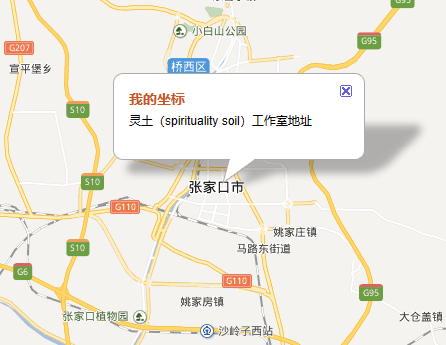 小白山公园
G95
G207
宣平堡乡
桥西区
G95
我的坐标
灵土（spirituality soil）工作室地址
S10
S10
张家口市
G110
姚家庄镇
S10
马路东街道
G6
G110
姚家房镇
G95
张家口植物园
大仓盖镇
沙岭子西站